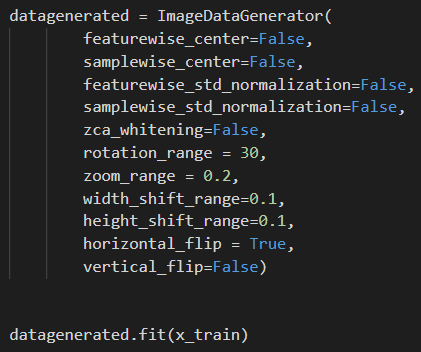 datagenerated = ImageDataGenerator(
featurewise_center=False,
samplewise_center=False,
featurewise_std_normalization=False,
samplewise_std_normalization=False,
zca_whitening=False,
rotation_range = 30,
zoom_range = 0.2,
width_shift_range=0.1,
height_shift_range=0.1,
horizontal_flip = True,
vertical_flip=False)
datagenerated.fit(x_train)